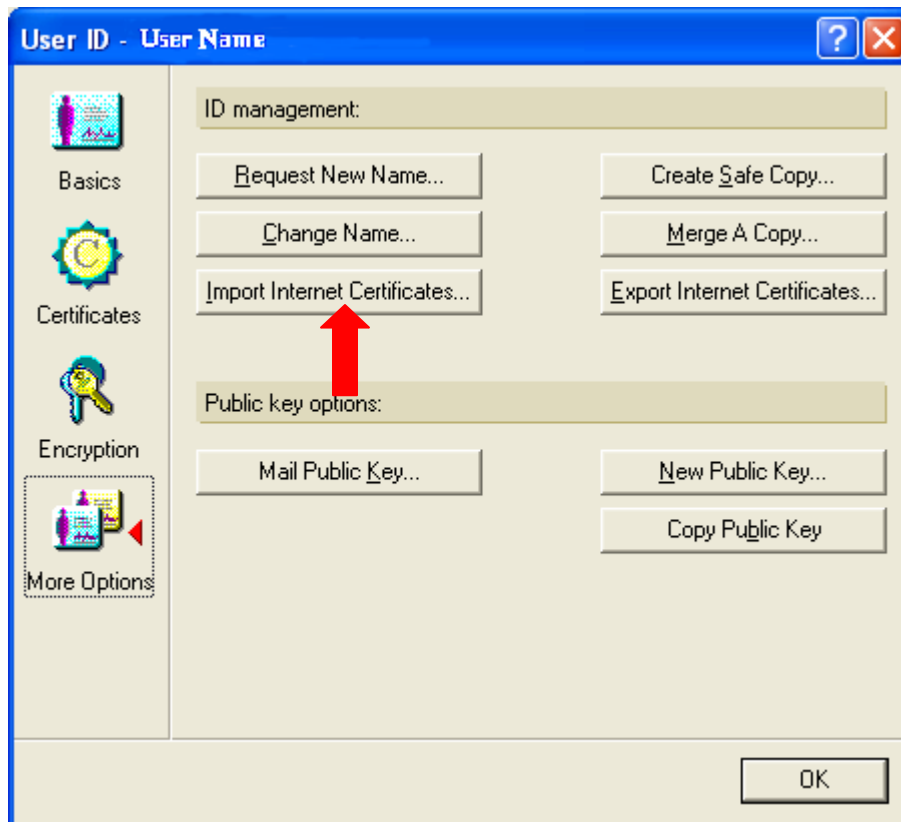 User ID - User Name
Basics
Certificates
Encryption
More Options
ID management:
Request New Name...
Create Safe Copy...
Change Name...
Merge A Copy...
Import Internet Certificates...
Export Internet Certificates...
Public key options:
Mail Public Key...
New Public Key...
Copy Public Key
OK